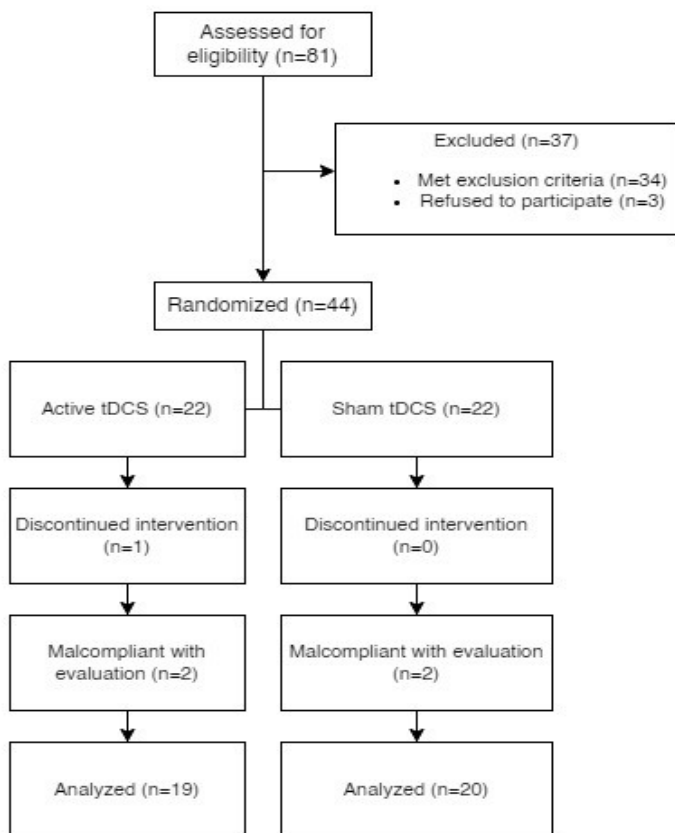 Assessed for
eligibility (n=81)
Excluded (n=37)
• Met exclusion criteria (n=34)
• Refused to participate (n=3)
Randomized (n=44)
Active tDCS (n=22)
Sham tDCS (n=22)
Discontinued intervention
(n=1)
Discontinued intervention
(n=0)
Malcompliant with
evaluation (n=2)
Malcompliant with evaluation
(n=2)
Analyzed (n=19)
Analyzed (n=20)